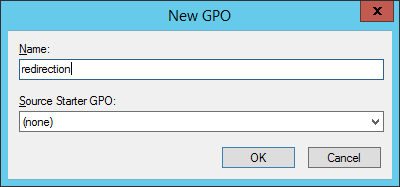 New GPO
x
Name:
redirection
Source Starter GPO:
(none)
OK
Cancel